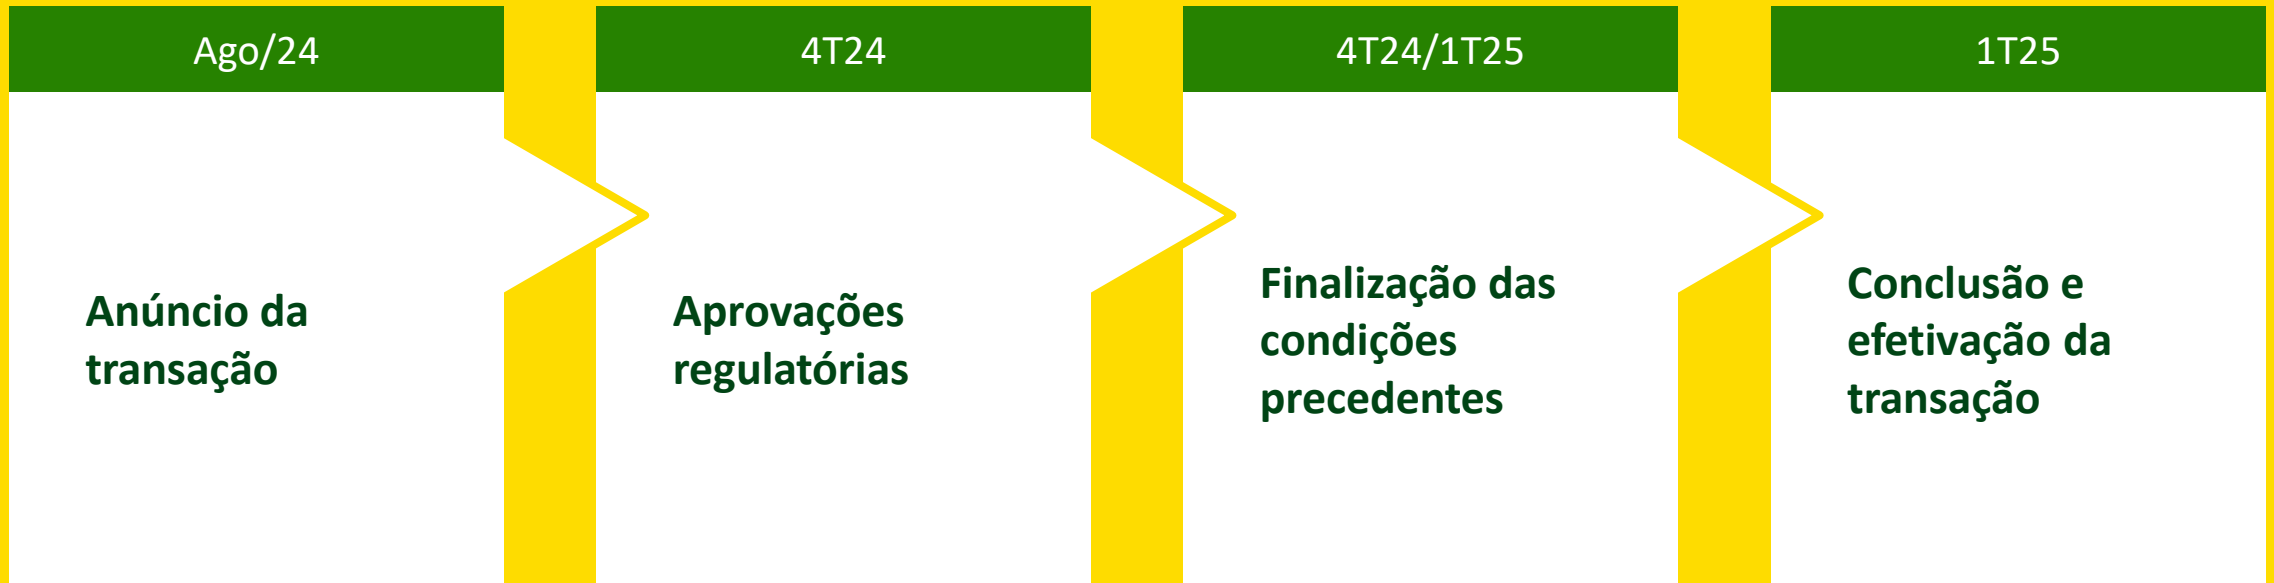 Ago/24
Anúncio da
transação
4T24
Aprovações
regulatórias
4T24/1T25
Finalização das
condições
precedentes
1T25
Conclusão e
efetivação da
transação